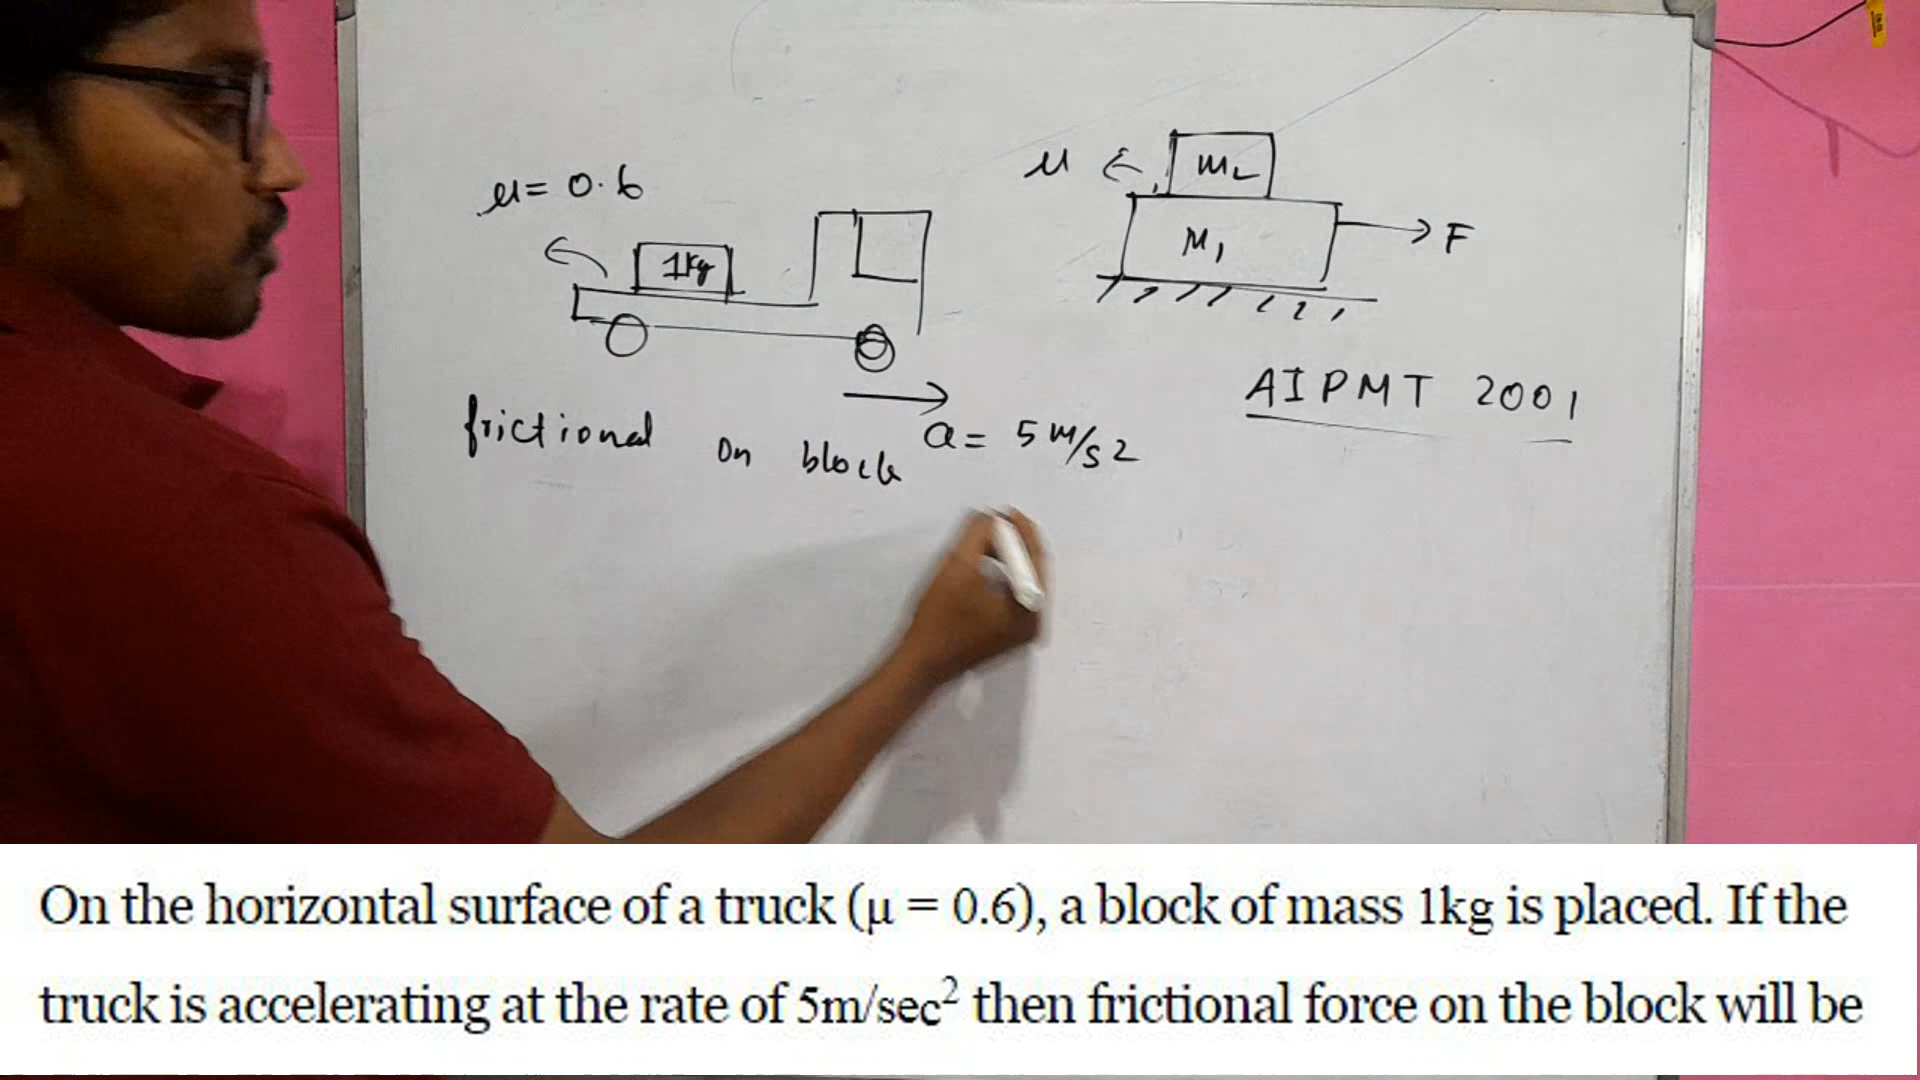 μ = 0.6
1kg
a = 5 m/s2
frictional on block
μ
m2
M1
F
AIPMT 2001
On the horizontal surface of a truck (μ = 0.6), a block of mass 1kg is placed. If the
truck is accelerating at the rate of 5m/sec² then frictional force on the block will be